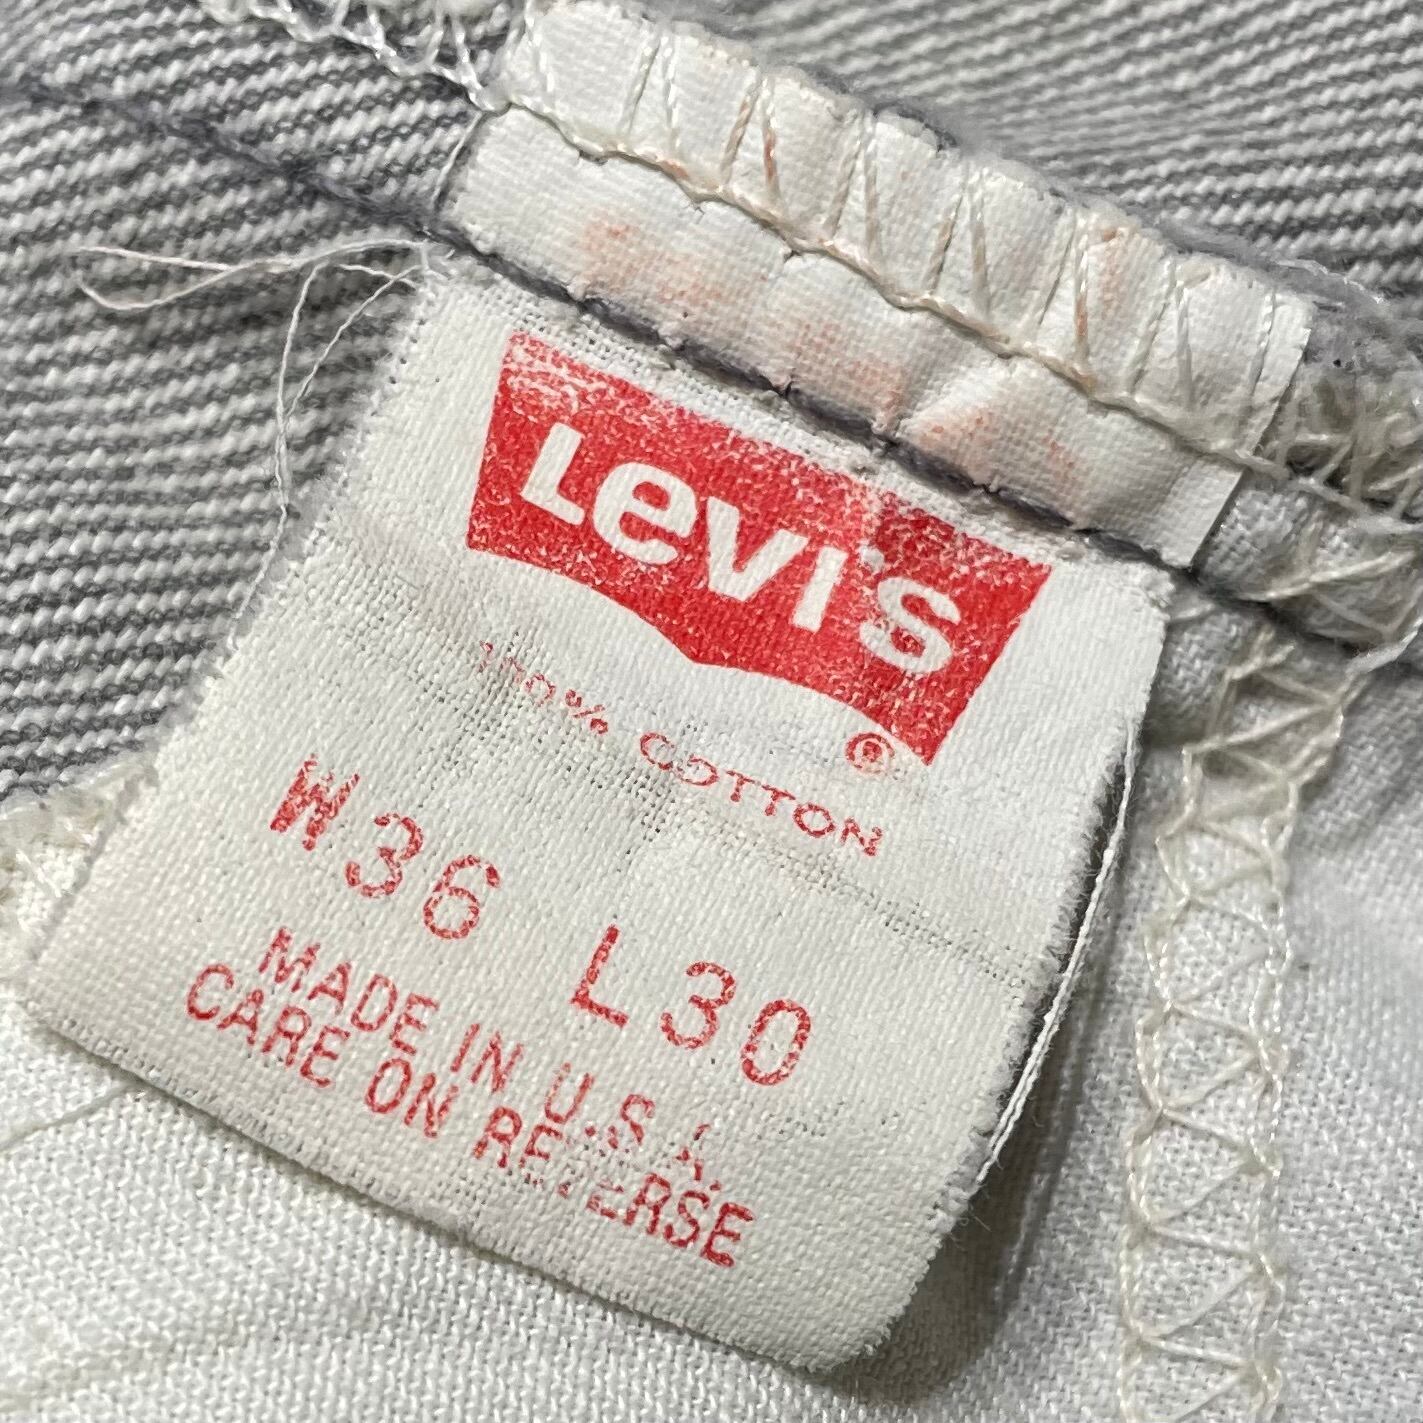 Levi's
®
100% COTTON
W36 L30
MADE IN U.S.A.
CARE ON REVERSE